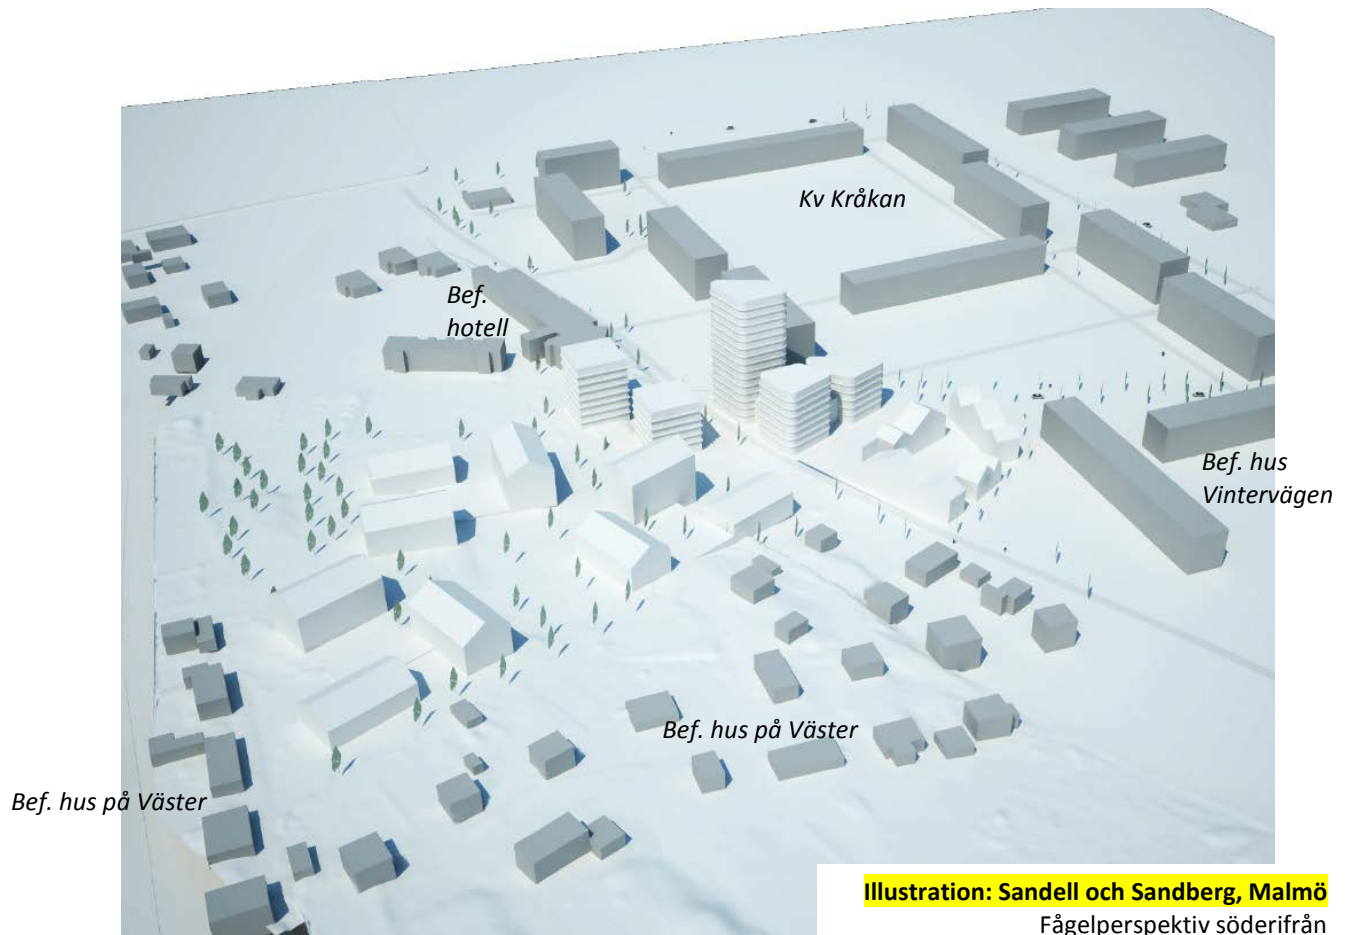 Kv Kråkan
Bef.
hotell
Bef. hus
Vintervägen
Bef. hus på Väster
Bef. hus på Väster
Illustration: Sandell och Sandberg, Malmö
Fågelperspektiv söderifrån